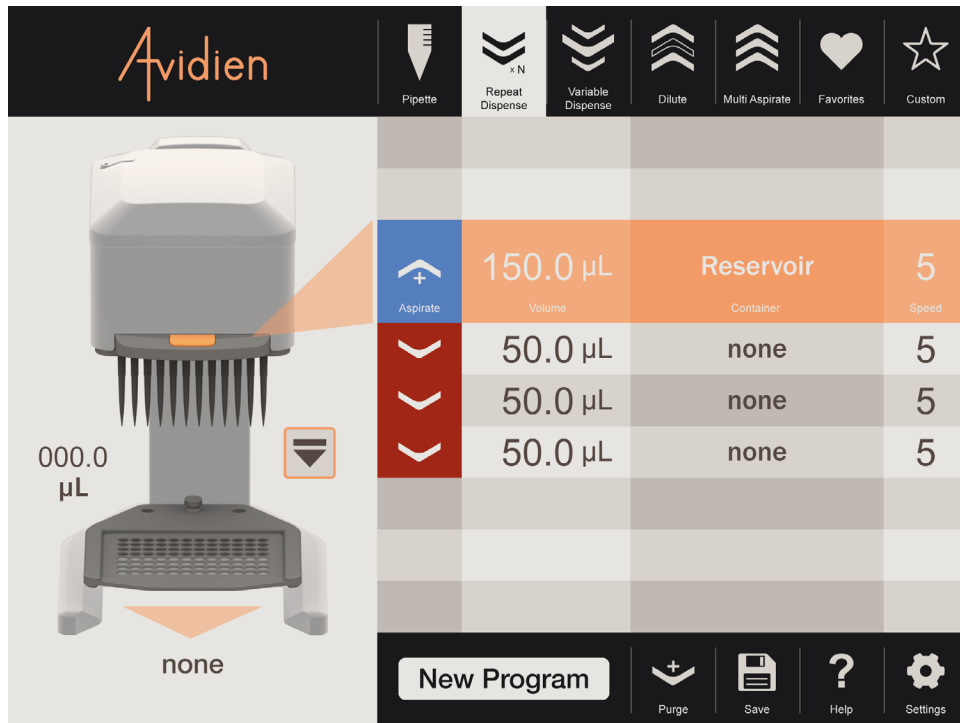 Avidien
Pipette
x N
Repeat
Dispense
Variable
Dispense
Dilute
Multi Aspirate
Favorites
Custom
Aspirate
150.0 µL
Volume
Reservoir
Container
5
Speed
50.0 µL none 5
50.0 µL none 5
50.0 µL none 5
000.0
µL
none
New Program
Purge
Save
? 
Help
Settings